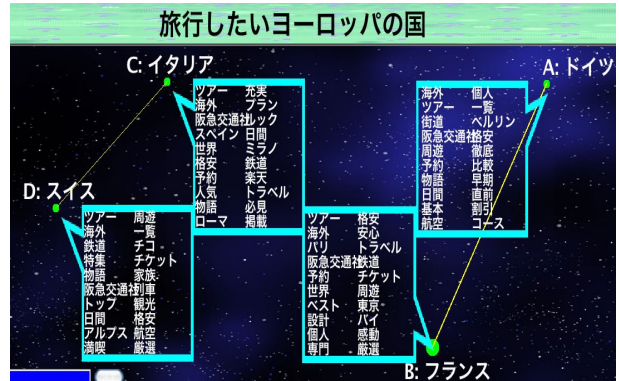 旅行したいヨーロッパの国
C: イタリア
ツアー 充実
海外 プラン
阪急交通社ルック
スペイン 日間
世界 ミラノ
格安 鉄道
予約 楽天
人気 トラベル
物語 必見
ローマ 掲載
A: ドイツ
海外 個人
ツアー 一覧
街道 ベルリン
阪急交通社格安
周遊 徹底
予約 比較
物語 早期
日間 直前
基本 割引
航空 コース
D: スイス
ツアー 周遊
海外 一覧
鉄道 チコ
特集 チケット
物語 家族
阪急交通社列車
トップ 観光
日間 格安
アルプス 航空
満喫 厳選
ツアー 格安
海外 安心
パリ トラベル
阪急交通社鉄道
予約 チケット
世界 周遊
ベスト 東京
設計 バイ
個人 感動
専門 厳選
B: フランス